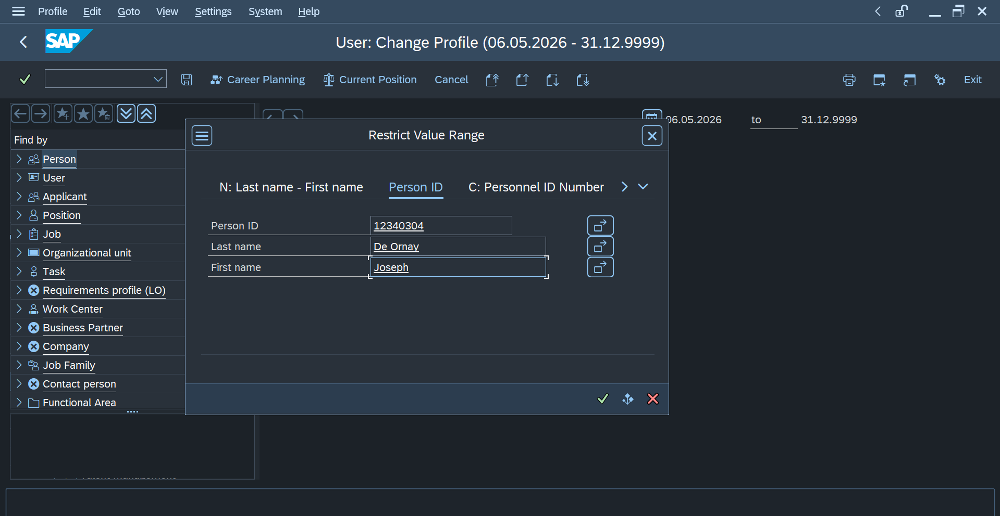 Profile Edit Goto View Settings System Help
SAP
User: Change Profile (06.05.2026 - 31.12.9999)
Career Planning Current Position Cancel Exit
06.05.2026 to 31.12.9999
Find by
Person
User
Applicant
Position
Job
Organizational unit
Task
Requirements profile (LO)
Work Center
Business Partner
Company
Job Family
Contact person
Functional Area
Restrict Value Range
N: Last name - First name Person ID C: Personnel ID Number
Person ID 12340304
Last name De Ornay
First name Joseph